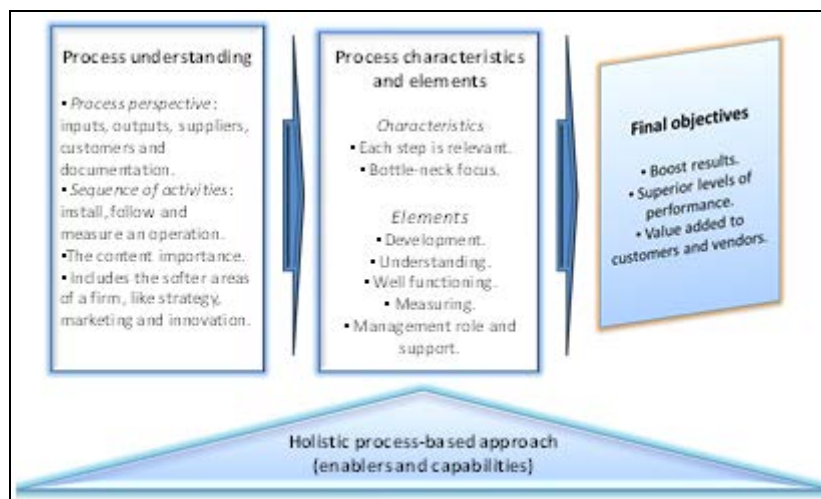 Process understanding
▪ Process perspective:
inputs, outputs, suppliers,
customers and
documentation.
▪ Sequence of activities:
install, follow and
measure an operation.
▪The content importance.
▪ Includes the softer areas
of a firm, like strategy,
marketing and innovation.
Process characteristics
and elements
Characteristics
▪ Each step is relevant.
▪ Bottle-neck focus.
Elements
▪ Development.
▪ Understanding.
▪ Well functioning.
▪ Measuring.
▪ Management role and
support.
Final objectives
▪ Boost results.
▪ Superior levels of
performance.
▪ Value added to
customers and vendors.
Holistic process-based approach
(enablers and capabilities)